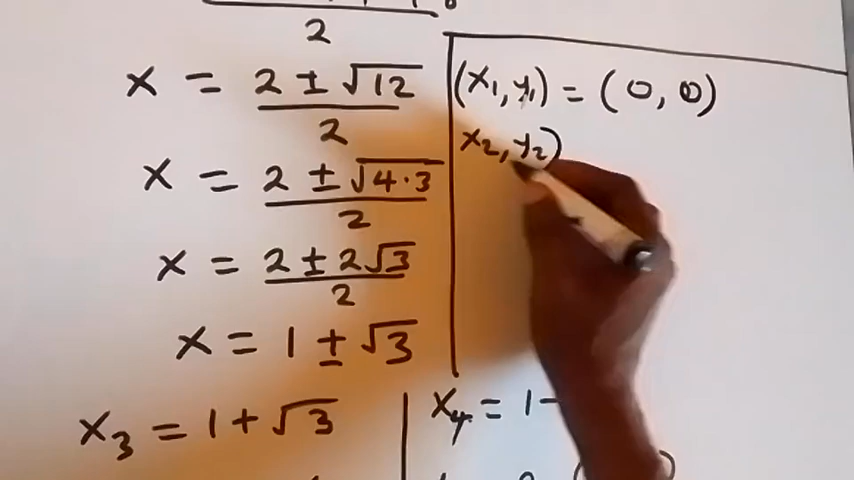 2
x = 2 ± √12 / 2
x = 2 ± √4·3 / 2
x = 2 ± 2√3 / 2
x = 1 ± √3
x₃ = 1 + √3
(x₁, y₁) = (0, 0)
x₂, y₂)
x₄ = 1 -